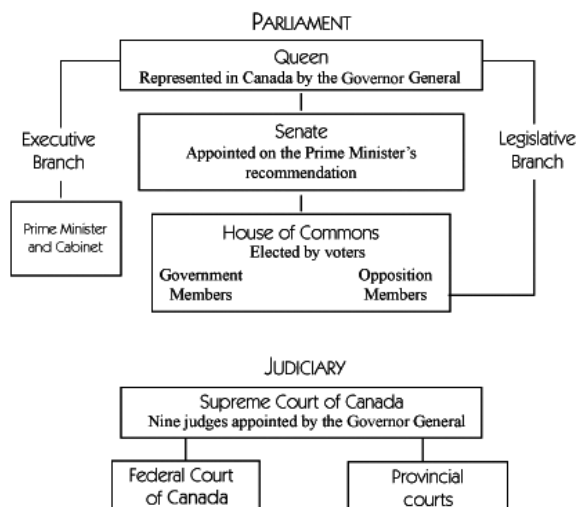 PARLIAMENT
Queen
Represented in Canada by the Governor General
Executive
Branch
Senate
Appointed on the Prime Minister's
recommendation
Legislative
Branch
Prime Minister
and Cabinet
House of Commons
Elected by voters
Government
Members
Opposition
Members
JUDICIARY
Supreme Court of Canada
Nine judges appointed by the Governor General
Federal Court
of Canada
Provincial
courts